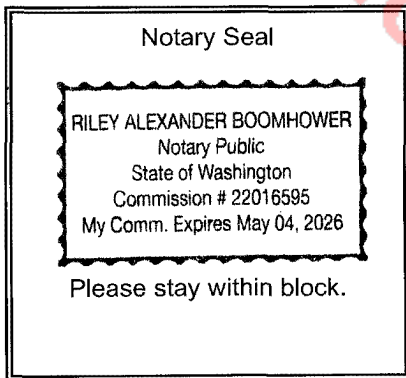 Notary Seal
RILEY ALEXANDER BOOMHOWER
Notary Public
State of Washington
Commission # 22016595
My Comm. Expires May 04, 2026
Please stay within block.